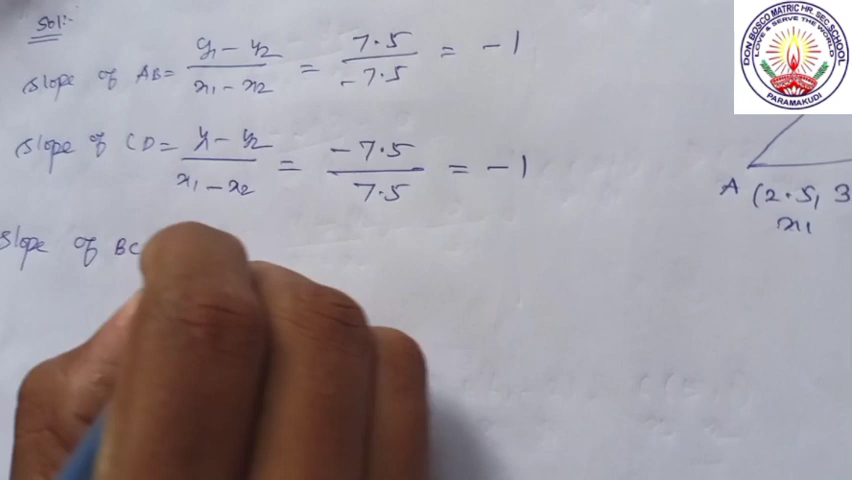 Sol:-
Slope of AB = y1 - y2 / x1 - x2 = 7.5 / -7.5 = -1
Slope of CD = y1 - y2 / x1 - x2 = -7.5 / 7.5 = -1
Slope of BC
A (2.5, 3
x1
DON BOSCO MATRIC HR. SEC SCHOOL
LOVE & SERVE THE WORLD
PARAMAKUDI